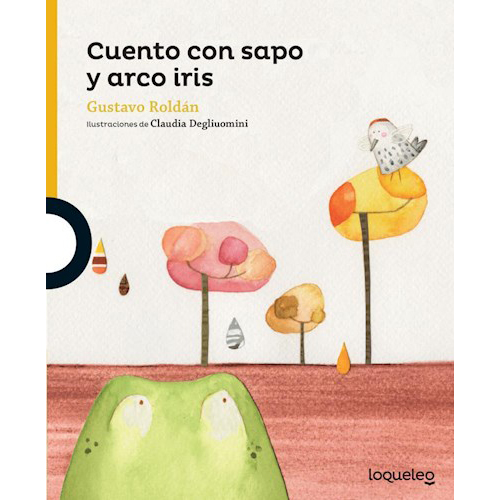 Cuento con sapo
y arco iris
Gustavo Roldán
Ilustraciones de Claudia Degliuomini
loqueleo